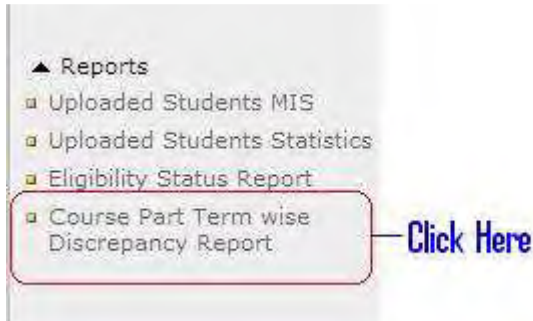 Reports
Uploaded Students MIS
Uploaded Students Statistics
Eligibility Status Report
Course Part Term wise
Discrepancy Report
Click Here